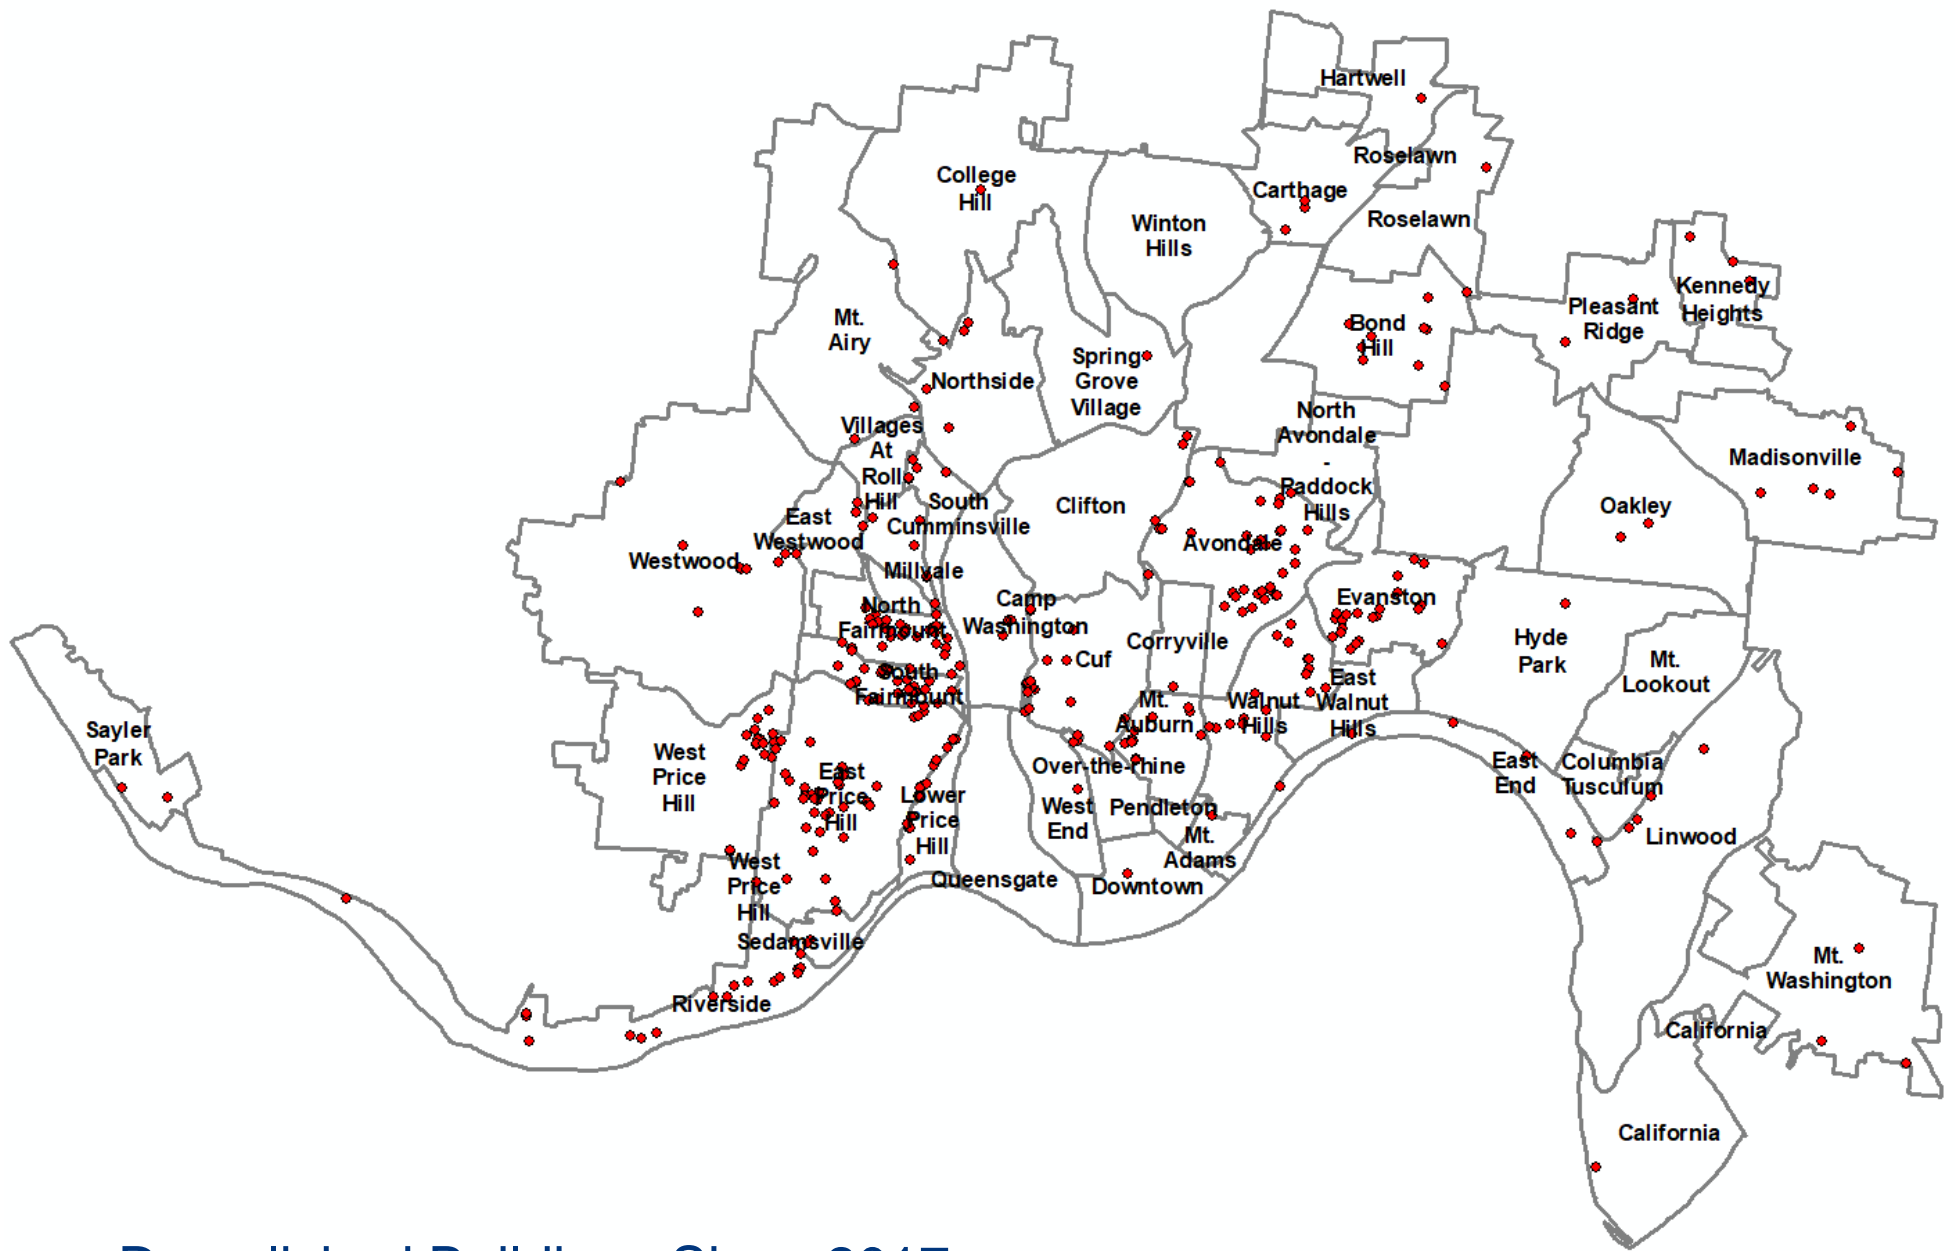 Hartwell
Roselawn
College
Hill
Carthage
Roselawn
Winton
Hills
Kennedy
Heights
Pleasant
Ridge
Mt.
Airy
Bond
Hill
Spring
Grove
Village
Northside
North
Avondale
-
Paddock
Hills
Villages
At
Roll
Hill
Madisonville
South
Cumminsville
Clifton
Oakley
East
Westwood
Westwood
Avondale
Millvale
Camp
Washington
Evanston
North
Fairmount
Corryville
Hyde
Park
Cuf
Mt.
Lookout
South
Fairmount
East
Walnut
Hills
Walnut
Hills
Mt.
Auburn
Sayler
Park
West
Price
Hill
East
Price
Hill
Over-the-rhine
East
End
Columbia
Tusculum
Lower
Price
Hill
West
End
Pendleton
Mt.
Adams
Linwood
West
Price
Hill
Queensgate
Downtown
Sedamsville
Mt.
Washington
Riverside
California
California
Demolished Buildings Since 2017